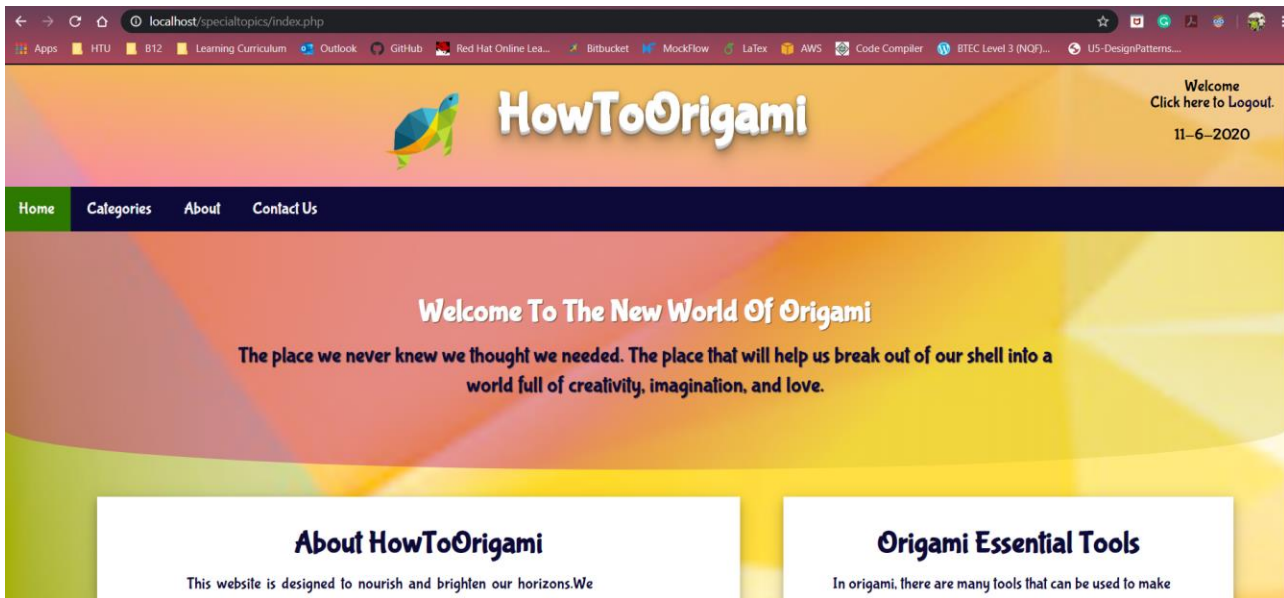 localhost/specialtopics/index.php
Apps HTU B12 Learning Curriculum Outlook GitHub Red Hat Online Lea... Bitbucket MockFlow LaTex AWS Code Compiler BTEC Level 3 (NQF)... U5-DesignPatterns....
HowToOrigami
Welcome
Click here to Logout.
11-6-2020
Home Categories About Contact Us
Welcome To The New World Of Origami
The place we never knew we thought we needed. The place that will help us break out of our shell into a
world full of creativity, imagination, and love.
About HowToOrigami
This website is designed to nourish and brighten our horizons.We
Origami Essential Tools
In origami, there are many tools that can be used to make